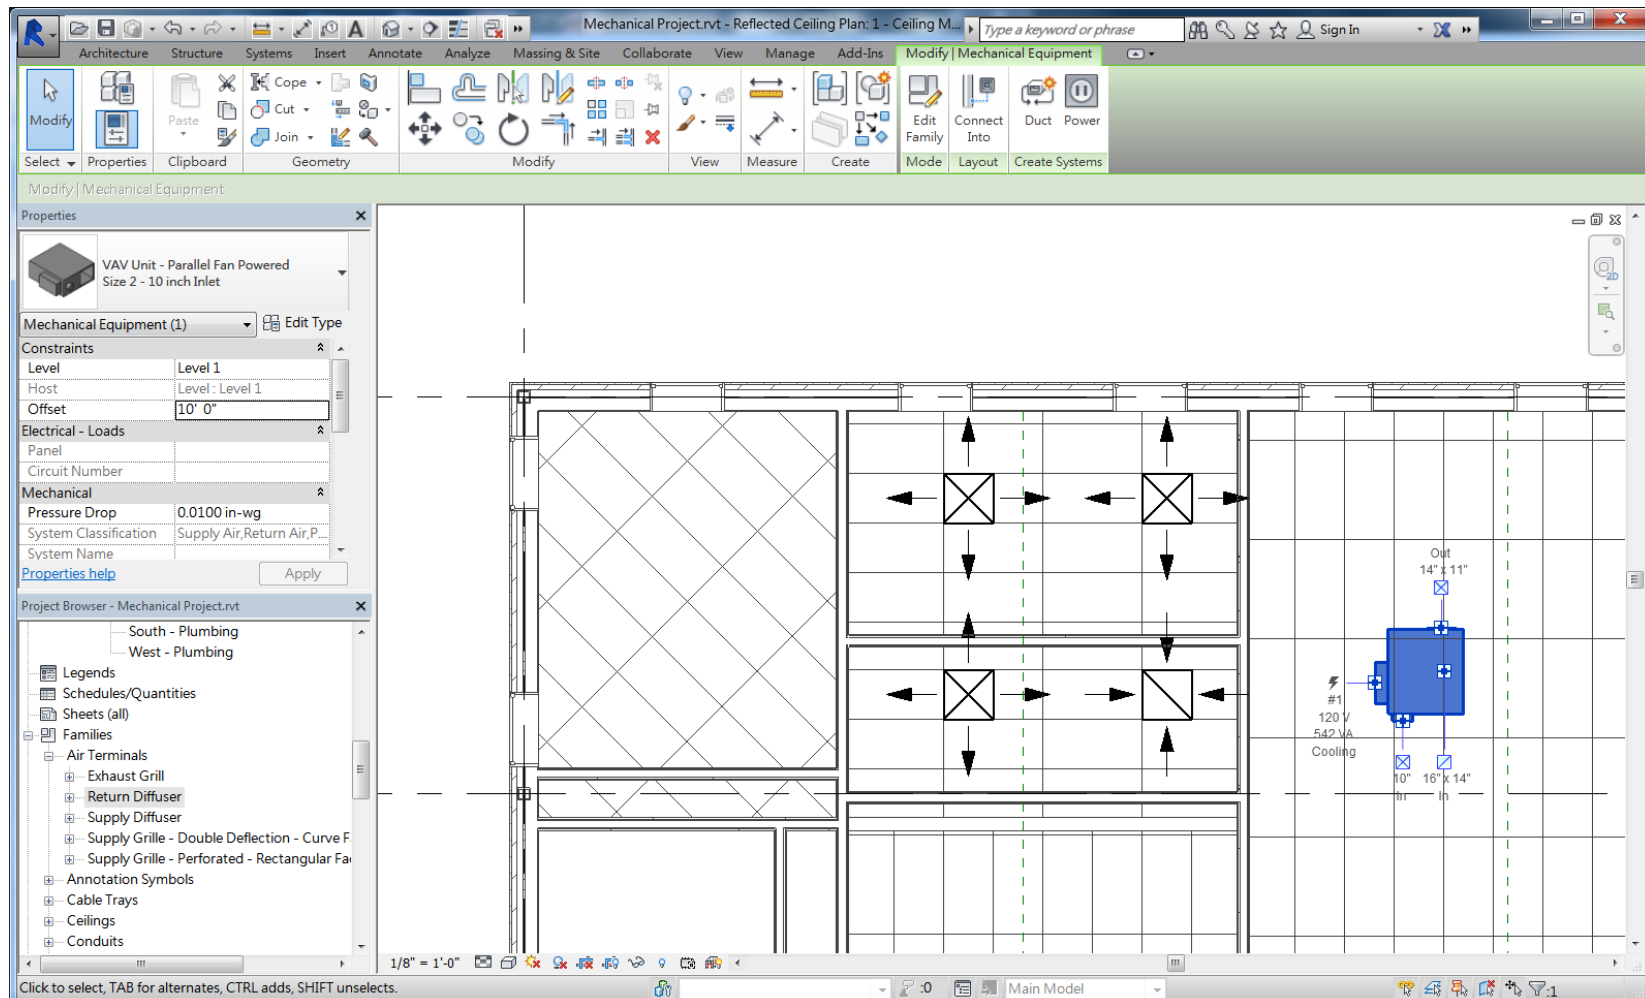 Mechanical Project.rvt - Reflected Ceiling Plan: 1 - Ceiling M...
Type a keyword or phrase
Sign In
Architecture Structure Systems Insert Annotate Analyze Massing & Site Collaborate View Manage Add-Ins Modify | Mechanical Equipment
Modify
Paste
Cope
Cut
Join
Edit Family
Connect Into
Duct
Power
Select Properties Clipboard Geometry Modify View Measure Create Mode Layout Create Systems
Modify | Mechanical Equipment
Properties
VAV Unit - Parallel Fan Powered
Size 2 - 10 inch Inlet
Mechanical Equipment (1) Edit Type
Constraints
Level Level 1
Host Level : Level 1
Offset 10' 0"
Electrical - Loads
Panel
Circuit Number
Mechanical
Pressure Drop 0.0100 in-wg
System Classification Supply Air,Return Air,P...
System Name
Properties help Apply
Project Browser - Mechanical Project.rvt
South - Plumbing
West - Plumbing
Legends
Schedules/Quantities
Sheets (all)
Families
Air Terminals
Exhaust Grill
Return Diffuser
Supply Diffuser
Supply Grille - Double Deflection - Curve F
Supply Grille - Perforated - Rectangular Fa
Annotation Symbols
Cable Trays
Ceilings
Conduits
Out
14" x 11"
#1
120 V
542 VA
Cooling
10" 16" x 14"
In In
1/8" = 1'-0"
Click to select, TAB for alternates, CTRL adds, SHIFT unselects.
:0
Main Model
:1